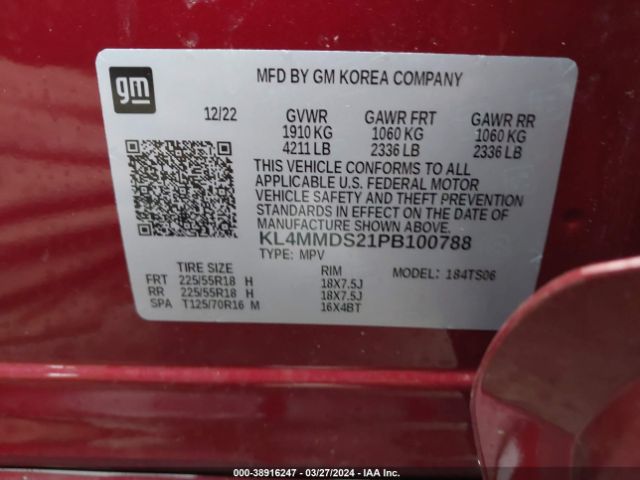 gm
MFD BY GM KOREA COMPANY
12/22 GVWR GAWR FRT GAWR RR
1910 KG 1060 KG 1060 KG
4211 LB 2336 LB 2336 LB
THIS VEHICLE CONFORMS TO ALL
APPLICABLE U.S. FEDERAL MOTOR
VEHICLE SAFETY AND THEFT PREVENTION
STANDARDS IN EFFECT ON THE DATE OF
MANUFACTURE SHOWN ABOVE.
KL4MMDS21PB100788
TYPE: MPV
TIRE SIZE RIM MODEL: 184TS06
FRT 225/55R18 H 18X7.5J
RR 225/55R18 H 18X7.5J
SPA T125/70R16 M 16X4BT
000-38916247 - 03/27/2024 - IAA Inc.